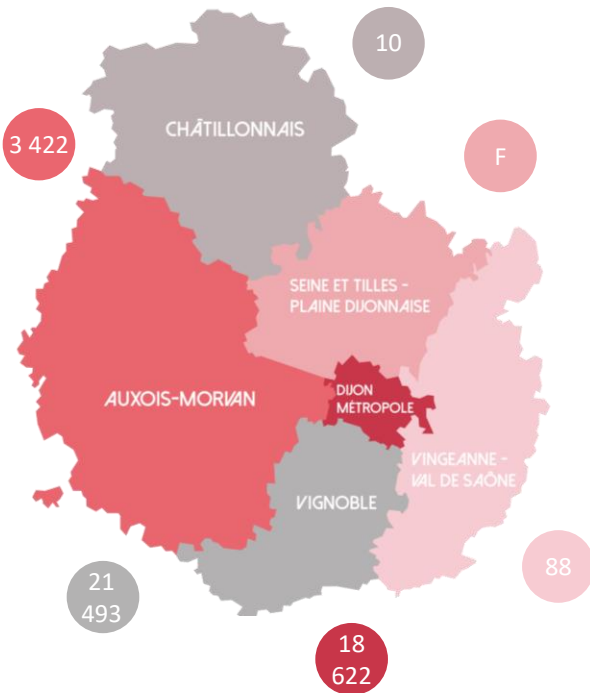 10
3 422
CHÂTILLONNAIS
F
SEINE ET TILLES -
PLAINE DIJONNAISE
AUXOIS-MORVAN
DIJON
MÉTROPOLE
VINGEANNE -
VAL DE SAÔNE
VIGNOBLE
88
21
493
18
622